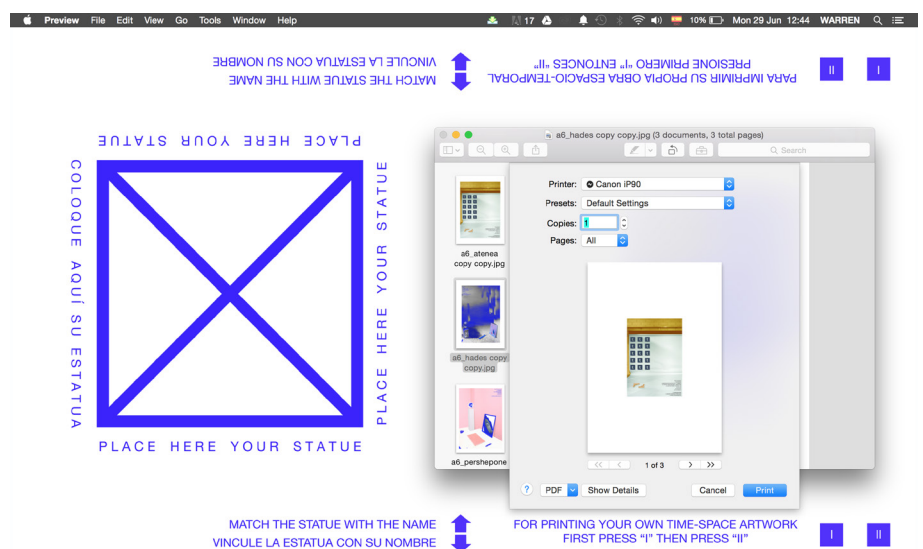 Preview File Edit View Go Tools Window Help 17 10% Mon 29 Jun 12:44 WARREN
VINCULE LA ESTATUA CON SU NOMBRE
MATCH THE STATUE WITH THE NAME
PRESIONE PRIMERO "I" ENTONCES "II"
PARA IMPRIMIR SU PROPIA OBRA ESPACIO-TEMPORAL
II I
PLACE HERE YOUR STATUE
COLOQUE AQUÍ SU ESTATUA
PLACE HERE YOUR STATUE
PLACE HERE YOUR STATUE
a6_hades copy copy.jpg (3 documents, 3 total pages)
Search
a6_atenea
copy copy.jpg
a6_hades copy
copy.jpg
a6_pershepone
Printer: Canon iP90
Presets: Default Settings
Copies: 1
Pages: All
1 of 3
? PDF Show Details Cancel Print
MATCH THE STATUE WITH THE NAME
VINCULE LA ESTATUA CON SU NOMBRE
FOR PRINTING YOUR OWN TIME-SPACE ARTWORK
FIRST PRESS "I" THEN PRESS "II"
I II